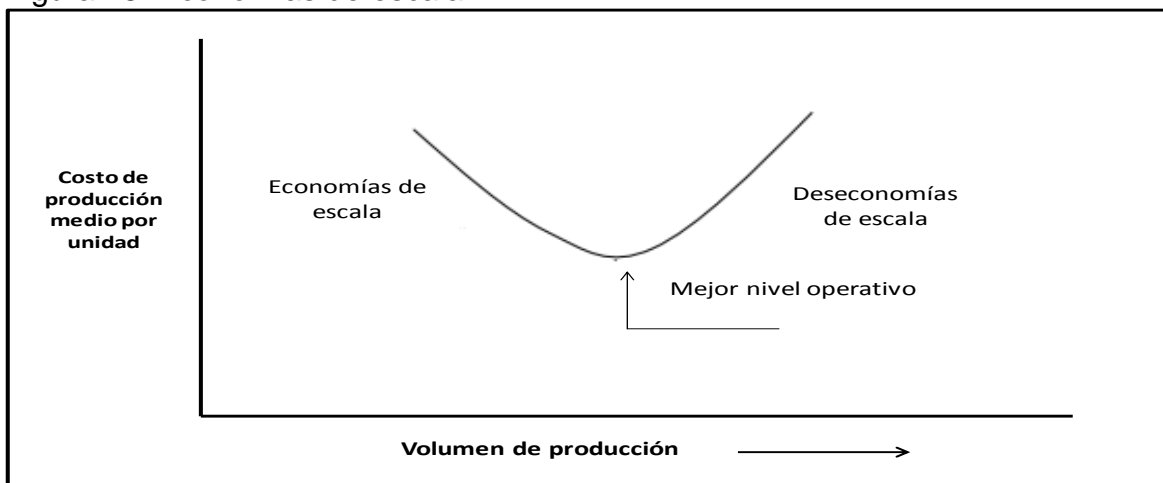 Costo de
producción
medio por
unidad
Economías de
escala
Deseconomías
de escala
Mejor nivel operativo
Volumen de producción